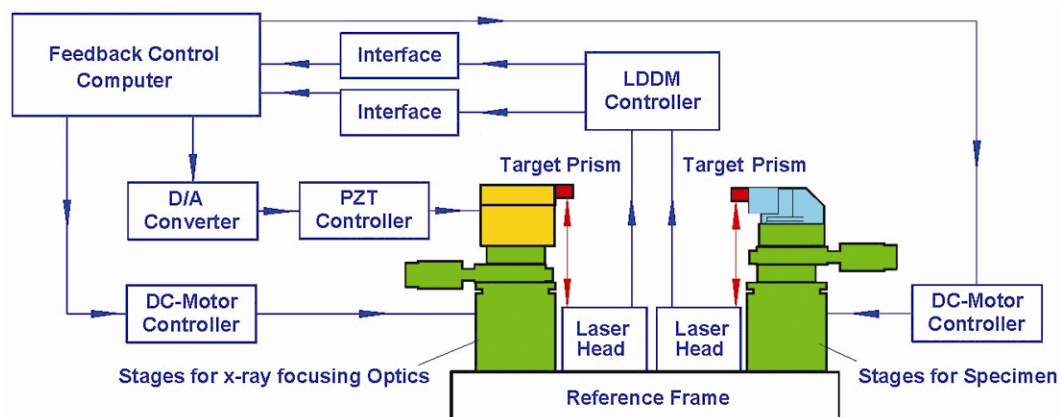 Feedback Control
Computer
Interface
Interface
LDDM
Controller
Target Prism
Target Prism
D/A
Converter
PZT
Controller
DC-Motor
Controller
Laser
Head
Laser
Head
DC-Motor
Controller
Stages for x-ray focusing Optics
Stages for Specimen
Reference Frame